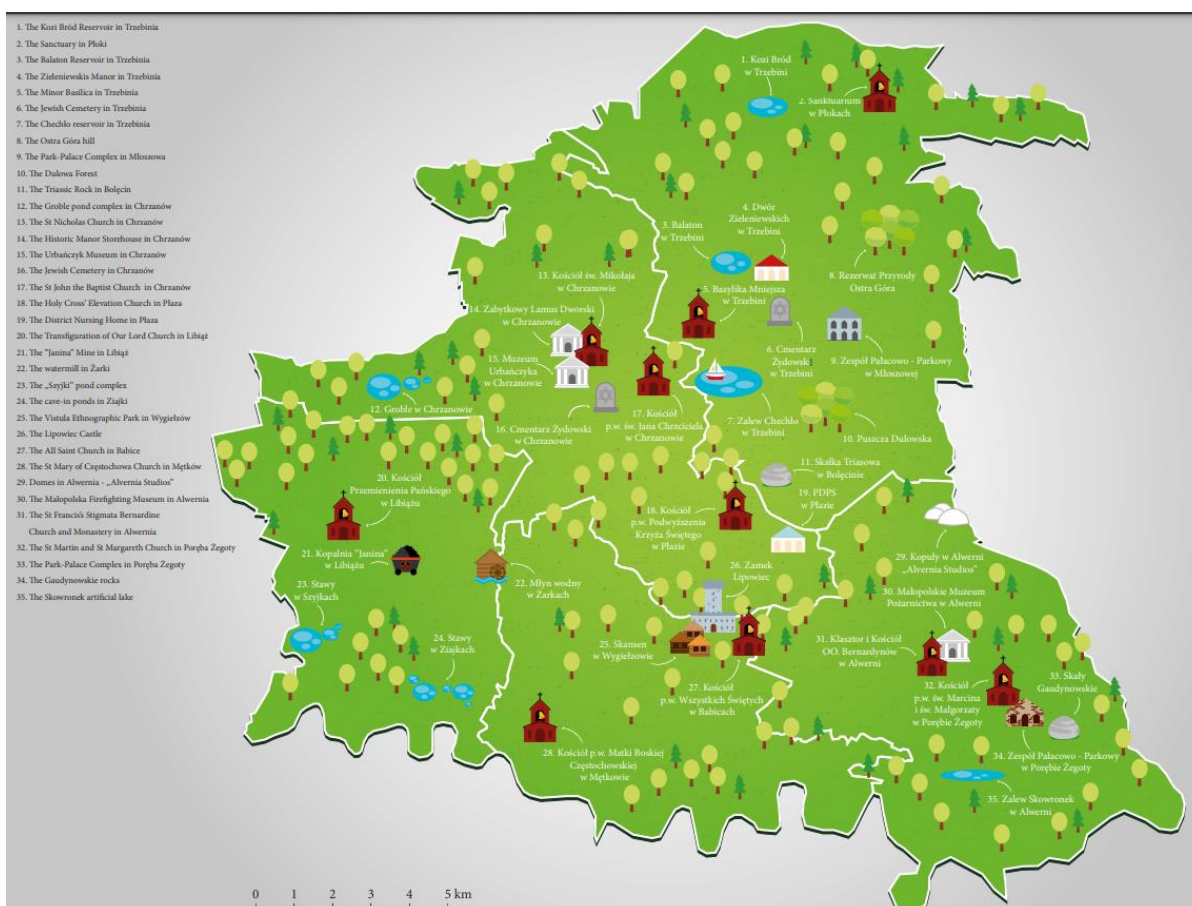 1. The Kozi Bród Reservoir in Trzebinia
2. The Sanctuary in Płoki
3. The Balaton Reservoir in Trzebinia
4. The Zieleniewskis Manor in Trzebinia
5. The Minor Basilica in Trzebinia
6. The Jewish Cemetery in Trzebinia
7. The Chechło reservoir in Trzebinia
8. The Ostra Góra hill
9. The Park-Palace Complex in Młoszowa
10. The Dulowa Forest
11. The Triassic Rock in Bolęcin
12. The Groble pond complex in Chrzanów
13. The St Nicholas Church in Chrzanów
14. The Historic Manor Storehouse in Chrzanów
15. The Urbańczyk Museum in Chrzanów
16. The Jewish Cemetery in Chrzanów
17. The St John the Baptist Church in Chrzanów
18. The Holy Cross' Elevation Church in Płaza
19. The District Nursing Home in Płaza
20. The Transfiguration of Our Lord Church in Libiąż
21. The "Janina" Mine in Libiąż
22. The watermill in Żarki
23. The „Szyjki” pond complex
24. The cave-in ponds in Ziajki
25. The Vistula Ethnographic Park in Wygiełzów
26. The Lipowiec Castle
27. The All Saint Church in Babice
28. The St Mary of Częstochowa Church in Mętków
29. Domes in Alwernia - „Alvernia Studios”
30. The Małopolska Firefighting Museum in Alwernia
31. The St Francis's Stigmata Bernardine
Church and Monastery in Alwernia
32. The St Martin and St Margareth Church in Poręba Żegoty
33. The Park-Palace Complex in Poręba Żegoty
34. The Gaudynowskie rocks
35. The Skowronek artificial lake
1. Kozi Bród
w Trzebini
2. Sanktuarium
w Płokach
3. Balaton
w Trzebini
4. Dwór
Zieleniewskich
w Trzebini
5. Bazylika Mniejsza
w Trzebini
6. Cmentarz
Żydowski
w Trzebini
7. Zalew Chechło
w Trzebini
8. Rezerwat Przyrody
Ostra Góra
9. Zespół Pałacowo - Parkowy
w Młoszowej
10. Puszcza Dulowska
11. Skałka Triasowa
w Bolęcinie
12. Groble w Chrzanowie
13. Kościół św. Mikołaja
w Chrzanowie
14. Zabytkowy Lamus Dworski
w Chrzanowie
15. Muzeum
Urbańczyka
w Chrzanowie
16. Cmentarz Żydowski
w Chrzanowie
17. Kościół
p.w. św. Jana Chrzciciela
w Chrzanowie
18. Kościół
p.w. Podwyższenia
Krzyża Świętego
w Płazie
19. PDPS
w Płazie
20. Kościół
Przemienienia Pańskiego
w Libiążu
21. Kopalnia "Janina"
w Libiążu
22. Młyn wodny
w Żarkach
23. Stawy
w Szyjkach
24. Stawy
w Ziajkach
25. Skansen
w Wygiełzowie
26. Zamek
Lipowiec
27. Kościół
p.w. Wszystkich Świętych
w Babicach
28. Kościół p.w. Matki Boskiej
Częstochowskiej
w Mętkowie
29. Kopuły w Alwerni
„Alvernia Studios”
30. Małopolskie Muzeum
Pożarnictwa w Alwerni
31. Klasztor i Kościół
OO. Bernardynów
w Alwerni
32. Kościół
p.w. św. Marcina
i św. Małgorzaty
w Porębie Żegoty
33. Skały
Gaudynowskie
34. Zespół Pałacowo - Parkowy
w Porębie Żegoty
35. Zalew Skowronek
w Alwerni
0 1 2 3 4 5 km